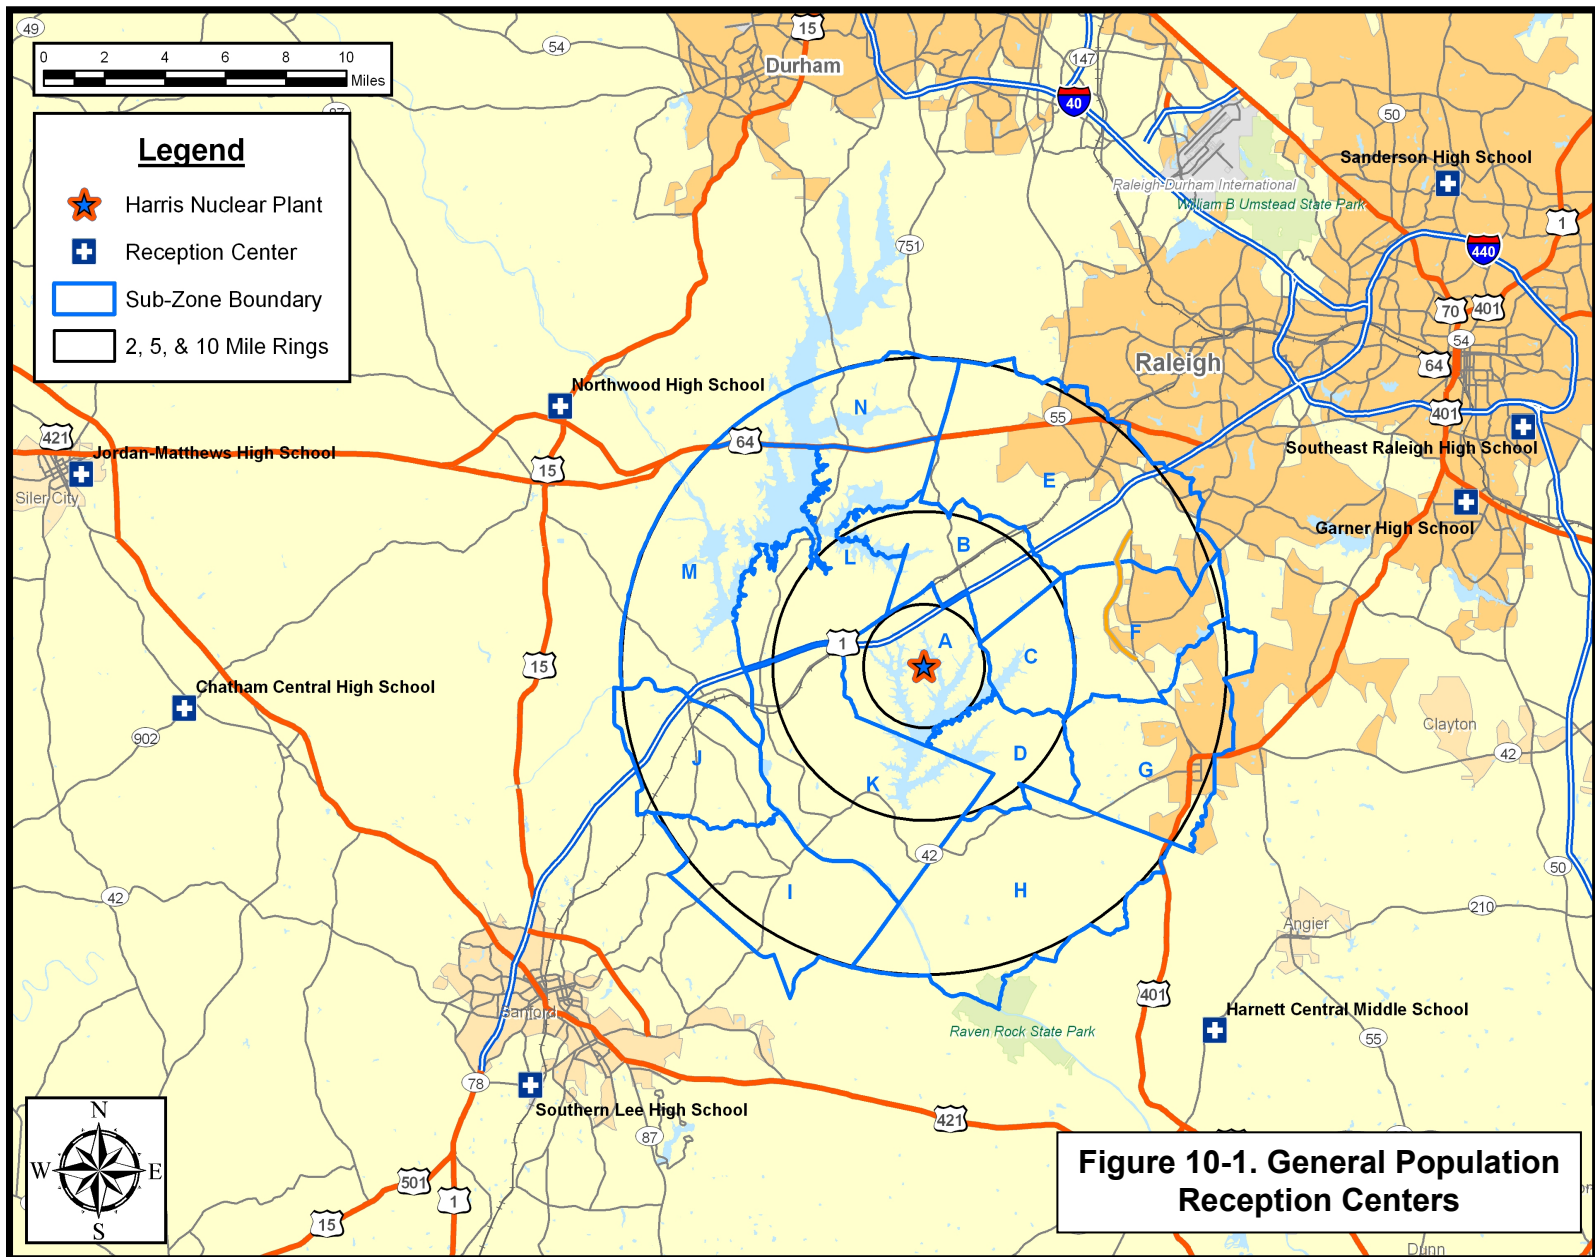 49
0 2 4 6 8 10
Miles
54
15
Durham
147
40
50
Legend
Harris Nuclear Plant
Reception Center
Sub-Zone Boundary
2, 5, & 10 Mile Rings
Sanderson High School
Raleigh-Durham International
William B Umstead State Park
1
751
440
70
401
54
64
Raleigh
Northwood High School
N
55
401
421
64
Jordan-Matthews High School
Southeast Raleigh High School
15
E
Siler City
Garner High School
B
L
M
F
1
A
C
15
Chatham Central High School
Clayton
902
42
D
J
G
K
42
50
I
H
42
210
Angier
401
Sanford
Harnett Central Middle School
Raven Rock State Park
55
78
Southern Lee High School
421
87
N
W E
S
Figure 10-1. General Population
Reception Centers
501
1
15
Dunn